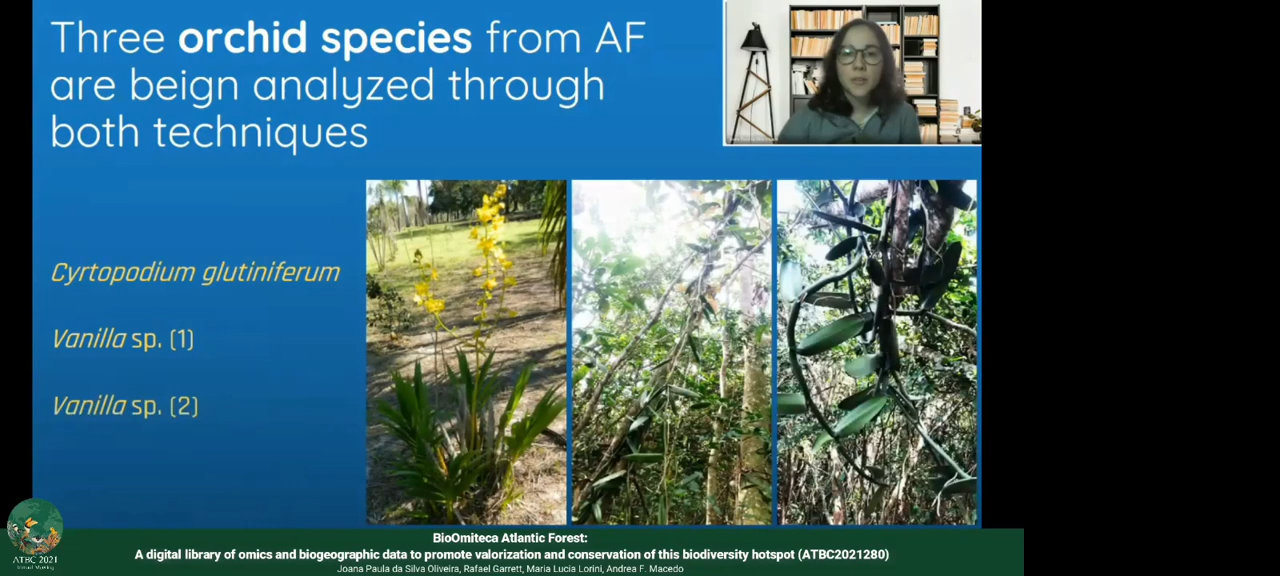 Three orchid species from AF
are beign analyzed through
both techniques
Cyrtopodium glutiniferum
Vanilla sp. (1)
Vanilla sp. (2)
ATBC 2021
Annual Meeting
BioOmiteca Atlantic Forest:
A digital library of omics and biogeographic data to promote valorization and conservation of this biodiversity hotspot (ATBC2021280)
Joana Paula da Silva Oliveira, Rafael Garrett, Maria Lucia Lorini, Andrea F. Macedo